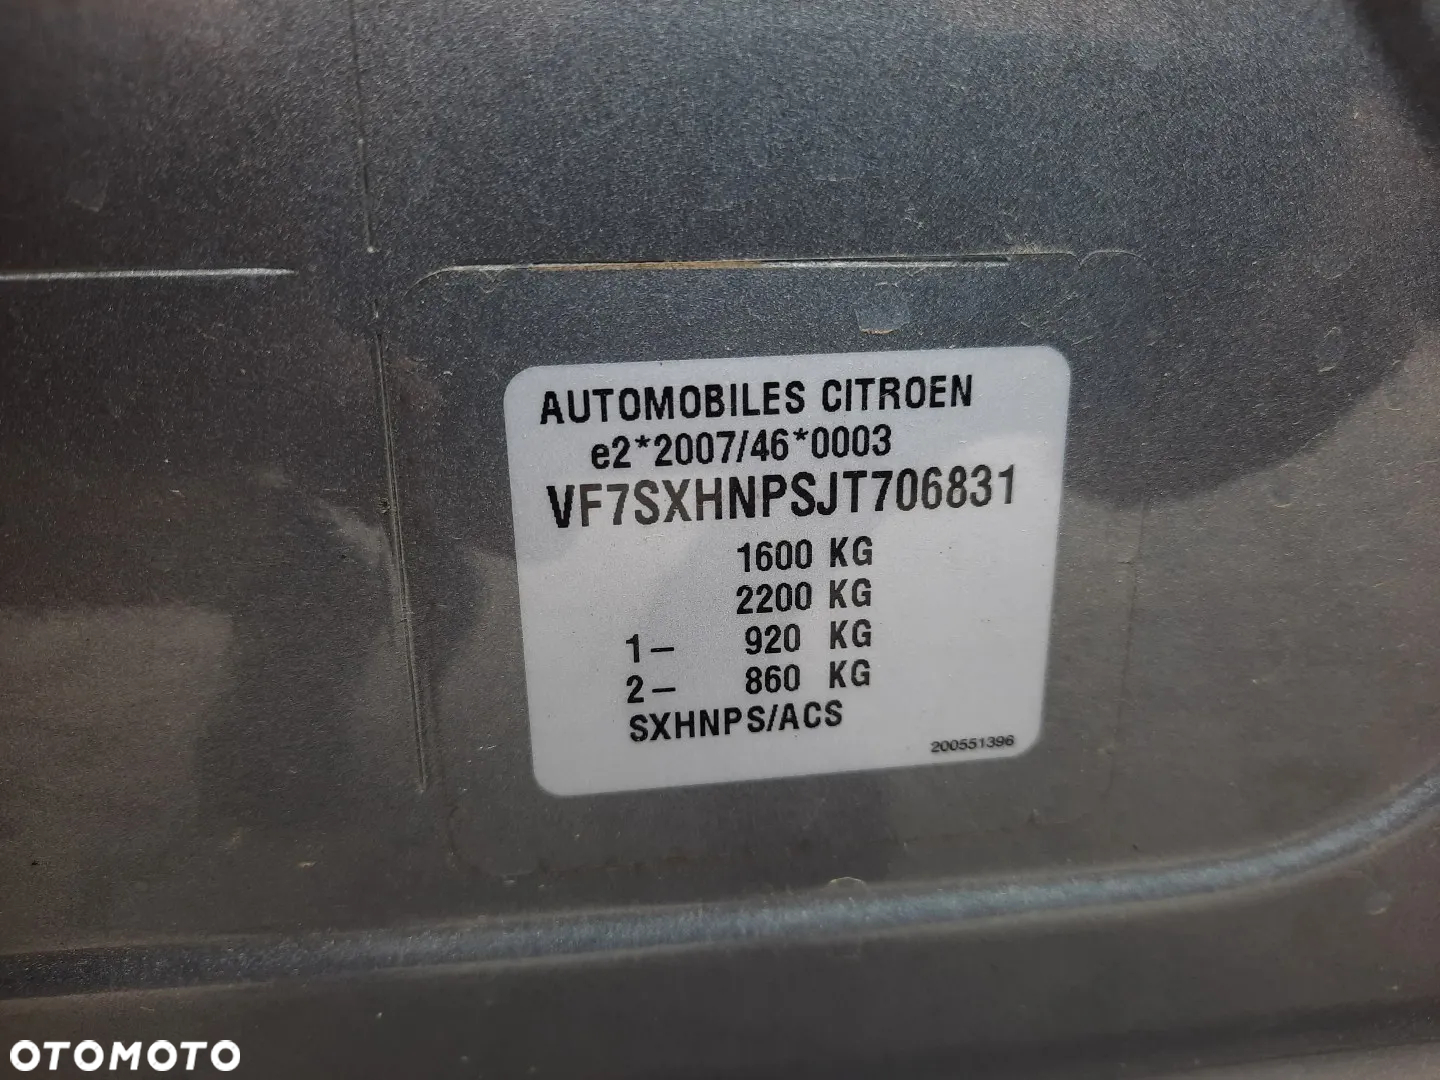 AUTOMOBILES CITROEN
e2*2007/46*0003
VF7SXHNPSJT706831
1600 KG
2200 KG
1- 920 KG
2- 860 KG
SXHNPS/ACS
200551396
OTOMOTO